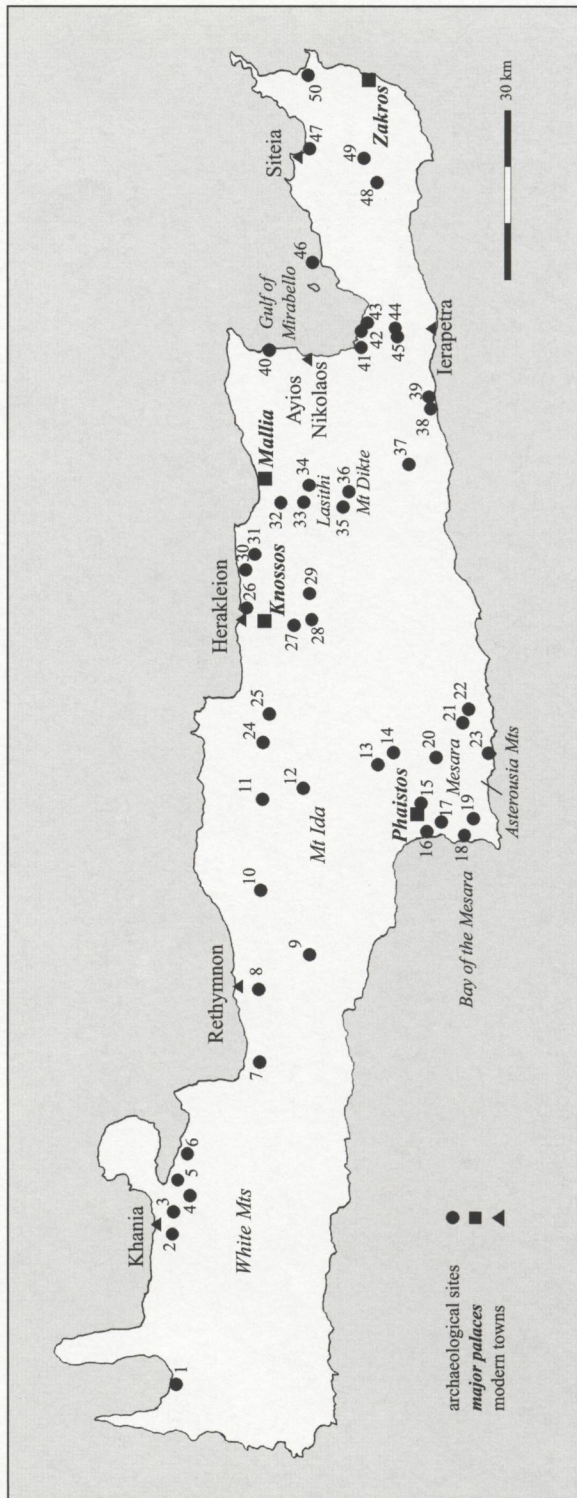 1
Khania
2
3
4
5
6
White Mts
7
Rethymnon
8
9
10
11
12
Mt Ida
24
25
13
14
Phaistos
15
16
17
18
19
20
Mesara
21
22
23
Bay of the Mesara
Asterousia Mts
Herakleion
26
Knossos
27
28
29
30
31
Mallia
32
33
34
Lasithi
35
36
Mt Dikte
37
38
39
Gulf of
Mirabello
40
Ayios
Nikolaos
41
42
43
44
45
Ierapetra
46
Siteia
47
48
49
50
Zakros
archaeological sites
major palaces
modern towns
30 km